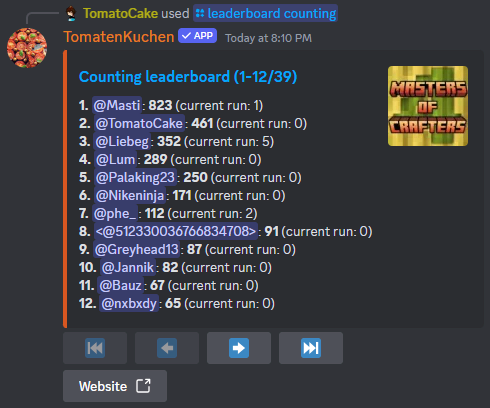 TomatoCake used leaderboard counting
TomatenKuchen ✓ APP Today at 8:10 PM
Counting leaderboard (1-12/39)
MASTERS
OF
CRAFTERS
1. @Masti: 823 (current run: 1)
2. @TomatoCake: 461 (current run: 0)
3. @Liebeg: 352 (current run: 5)
4. @Lum: 289 (current run: 0)
5. @Palaking23: 250 (current run: 0)
6. @Nikeninja: 171 (current run: 0)
7. @phe_: 112 (current run: 2)
8. <@512330036766834708>: 91 (current run: 0)
9. @Greyhead13: 87 (current run: 0)
10. @Jannik: 82 (current run: 0)
11. @Bauz: 67 (current run: 0)
12. @nxbxdy: 65 (current run: 0)
Website